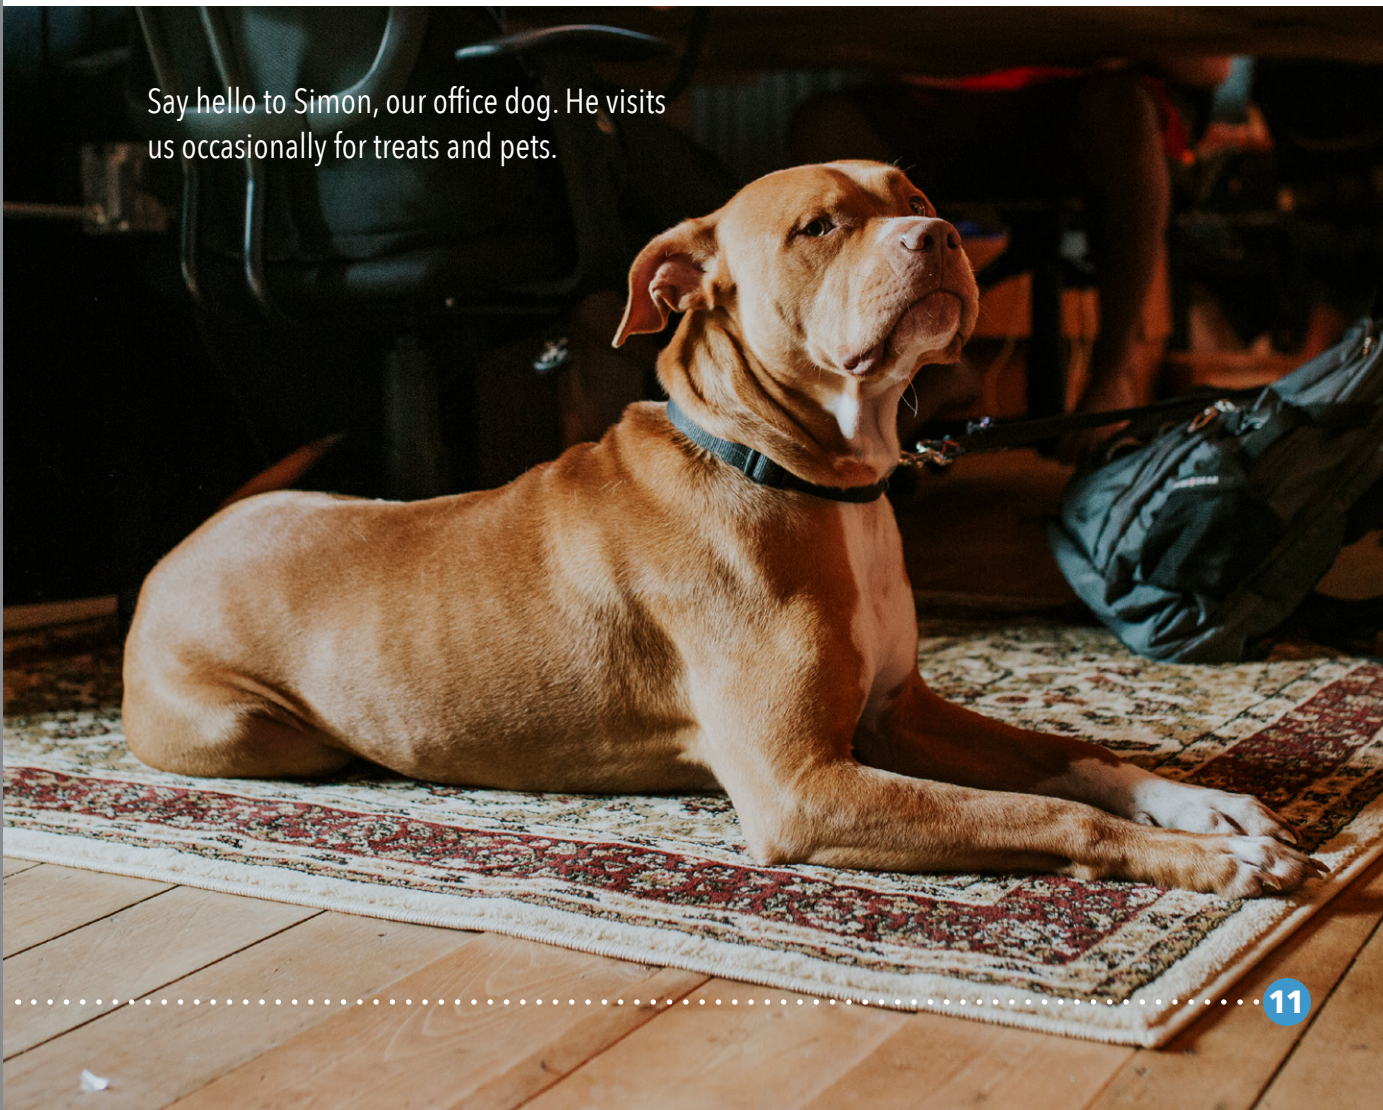 Say hello to Simon, our office dog. He visits
us occasionally for treats and pets.
11